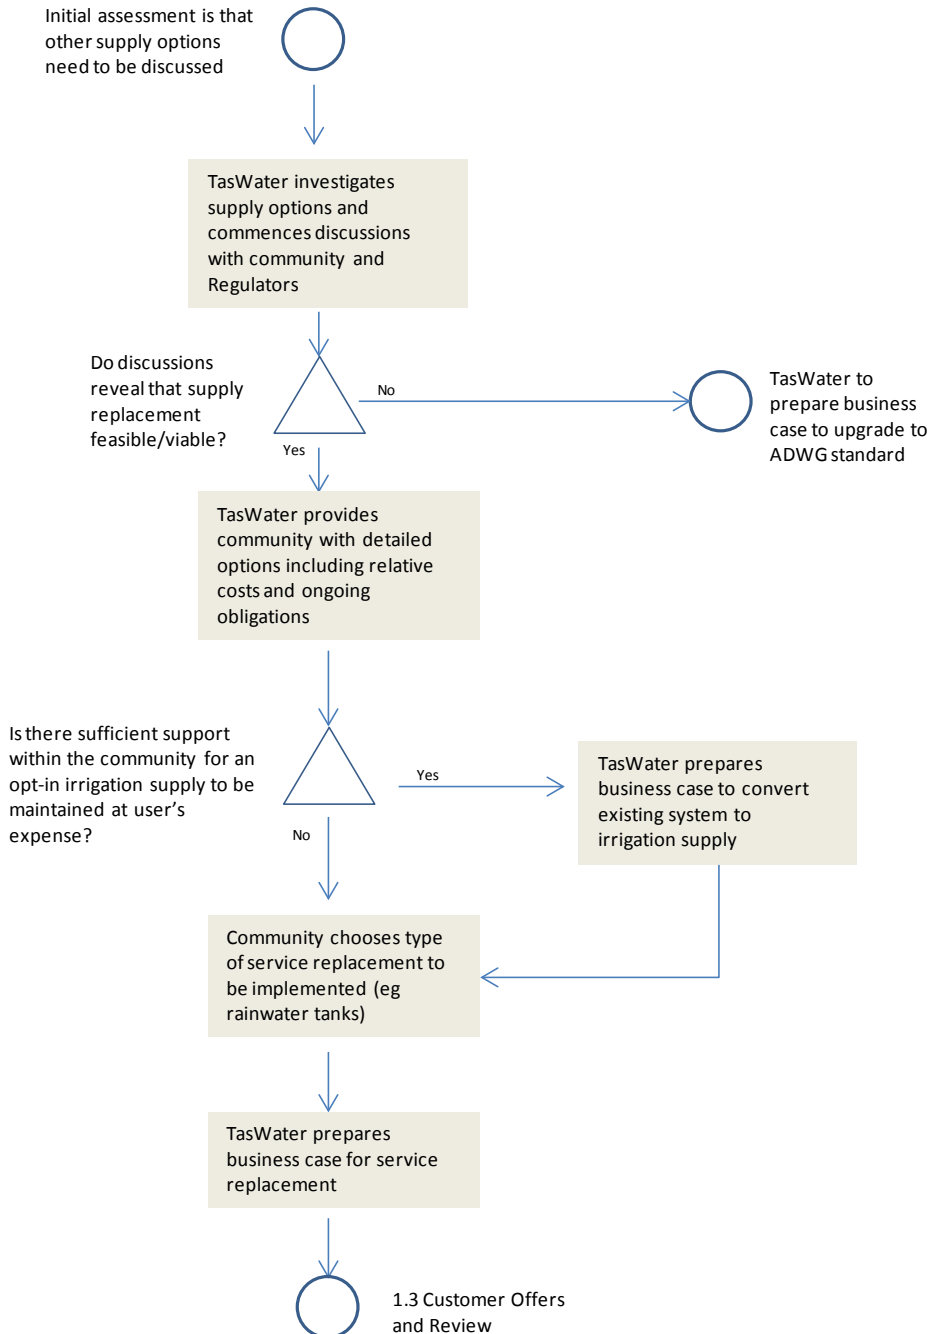 Initial assessment is that
other supply options
need to be discussed
TasWater investigates
supply options and
commences discussions
with community and
Regulators
Do discussions
reveal that supply
replacement
feasible/viable?
No
TasWater to
prepare business
case to upgrade to
ADWG standard
Yes
TasWater provides
community with detailed
options including relative
costs and ongoing
obligations
Is there sufficient support
within the community for an
opt-in irrigation supply to be
maintained at user's
expense?
Yes
TasWater prepares
business case to convert
existing system to
irrigation supply
No
Community chooses type
of service replacement to
be implemented (eg
rainwater tanks)
TasWater prepares
business case for service
replacement
1.3 Customer Offers
and Review